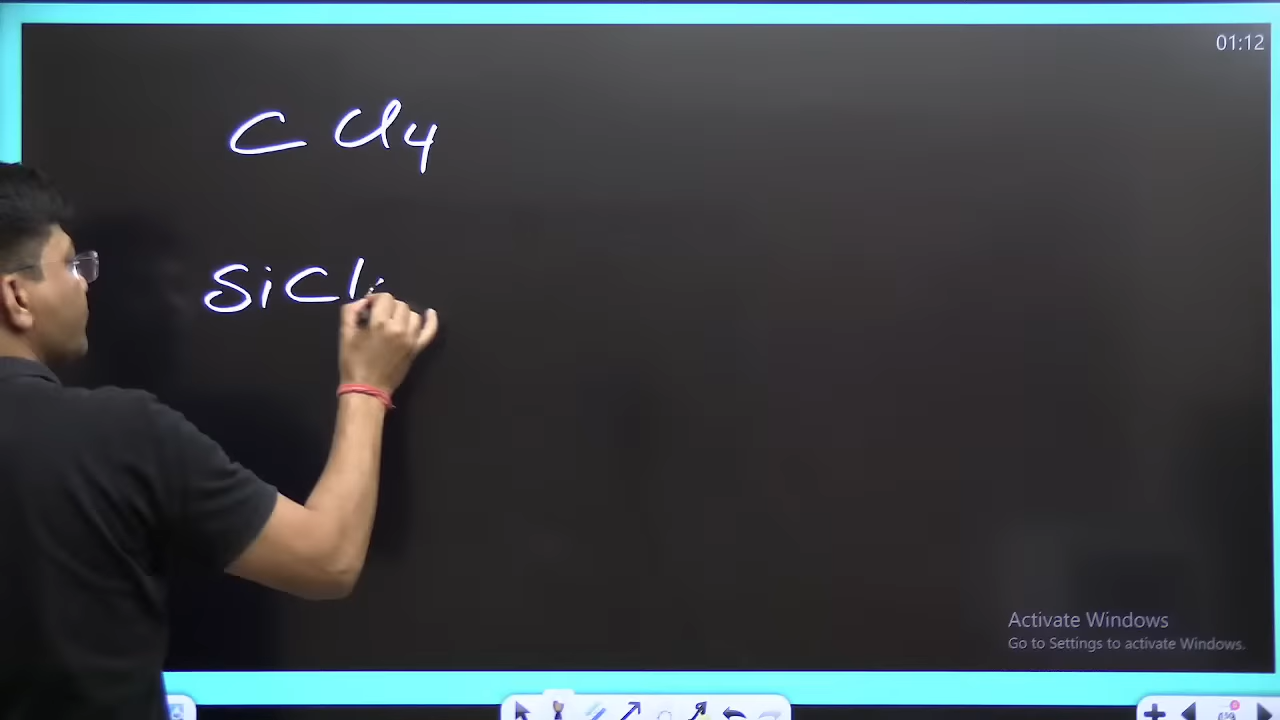 01:12
C Cl4
SiCl
Activate Windows
Go to Settings to activate Windows.